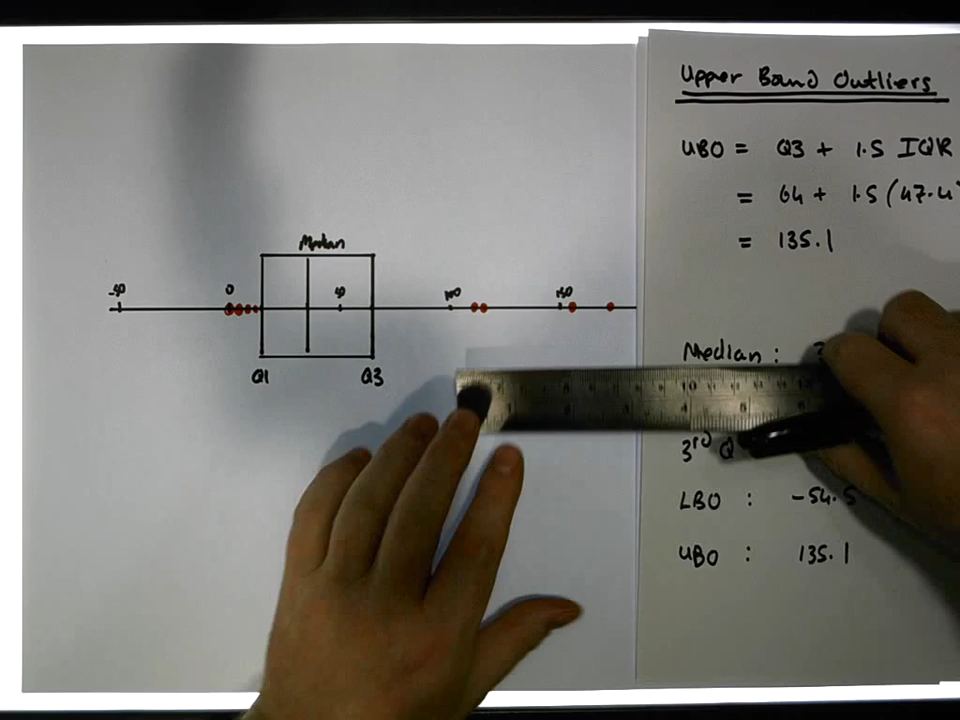 Upper Band Outliers
UBO = Q3 + 1.5 IQR
= 64 + 1.5 (47.4
= 135.1
Median
-50 0 50 100 150
Q1 Q3
Median :
3rd Q
LBO : -54.5
UBO : 135.1